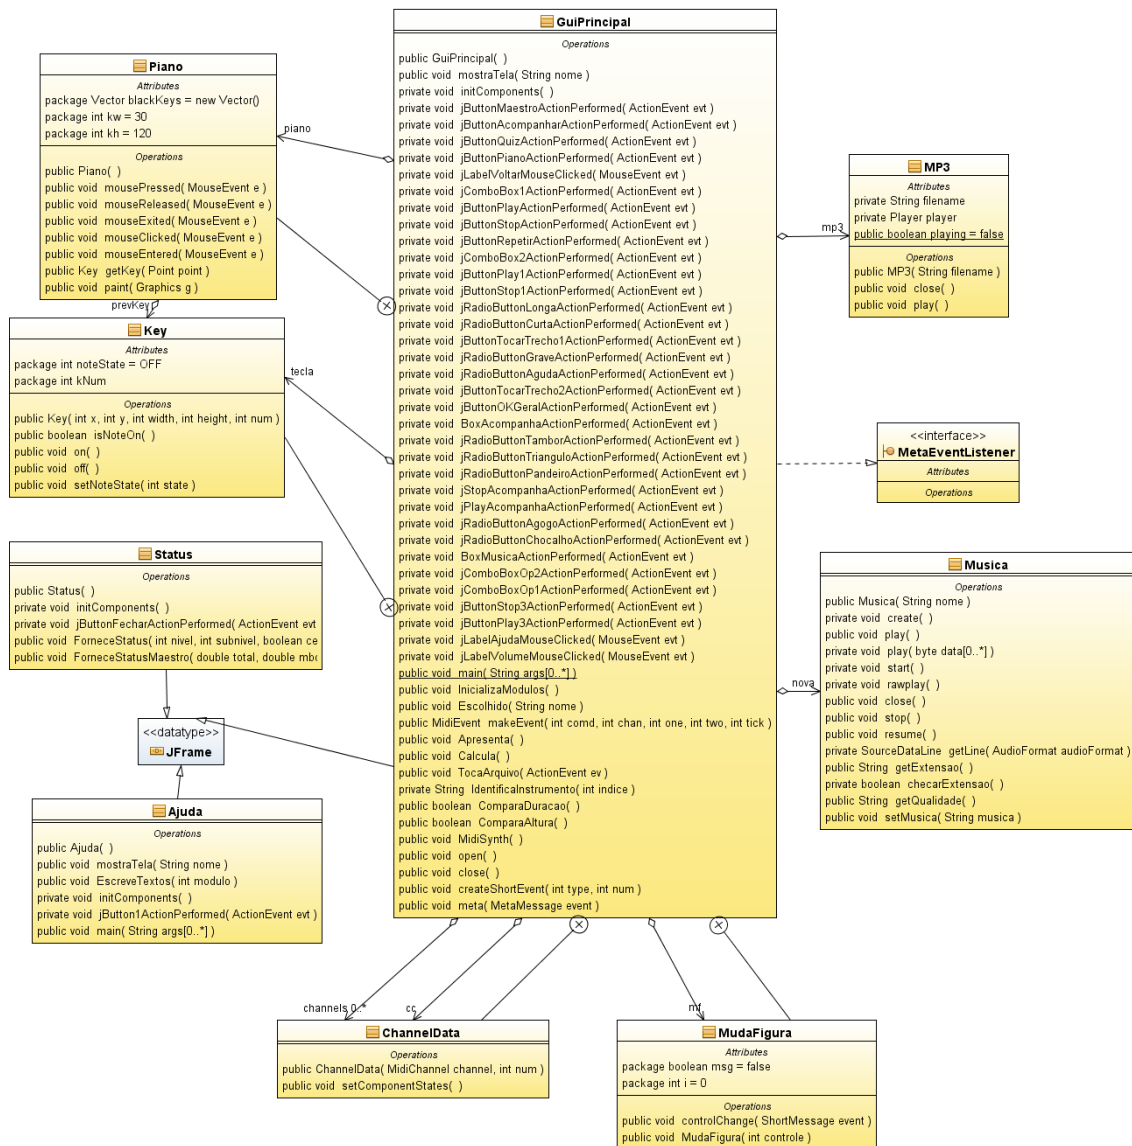 GuiPrincipal
Operations
public GuiPrincipal( )
public void mostraTela( String nome )
private void initComponents( )
private void jButtonMaestroActionPerformed( ActionEvent evt )
private void jButtonAcompanharActionPerformed( ActionEvent evt )
private void jButtonQuizActionPerformed( ActionEvent evt )
private void jButtonPianoActionPerformed( ActionEvent evt )
private void jLabelVoltarMouseClicked( MouseEvent evt )
private void jComboBox1ActionPerformed( ActionEvent evt )
private void jButtonPlayActionPerformed( ActionEvent evt )
private void jButtonStopActionPerformed( ActionEvent evt )
private void jButtonRepetirActionPerformed( ActionEvent evt )
private void jComboBox2ActionPerformed( ActionEvent evt )
private void jButtonPlay1ActionPerformed( ActionEvent evt )
private void jButtonStop1ActionPerformed( ActionEvent evt )
private void jRadioButtonLongaActionPerformed( ActionEvent evt )
private void jRadioButtonCurtaActionPerformed( ActionEvent evt )
private void jButtonTocarTrecho1ActionPerformed( ActionEvent evt )
private void jRadioButtonGraveActionPerformed( ActionEvent evt )
private void jRadioButtonAgudaActionPerformed( ActionEvent evt )
private void jButtonTocarTrecho2ActionPerformed( ActionEvent evt )
private void jButtonOKGeralActionPerformed( ActionEvent evt )
private void BoxAcompanhaActionPerformed( ActionEvent evt )
private void jRadioButtonTamborActionPerformed( ActionEvent evt )
private void jRadioButtonTrianguloActionPerformed( ActionEvent evt )
private void jRadioButtonPandeiroActionPerformed( ActionEvent evt )
private void jStopAcompanhaActionPerformed( ActionEvent evt )
private void jPlayAcompanhaActionPerformed( ActionEvent evt )
private void jRadioButtonAgogoActionPerformed( ActionEvent evt )
private void jRadioButtonChocalhoActionPerformed( ActionEvent evt )
private void BoxMusicaActionPerformed( ActionEvent evt )
private void jComboBoxOp2ActionPerformed( ActionEvent evt )
private void jComboBoxOp1ActionPerformed( ActionEvent evt )
private void jButtonStop3ActionPerformed( ActionEvent evt )
private void jButtonPlay3ActionPerformed( ActionEvent evt )
private void jLabelAjudaMouseClicked( MouseEvent evt )
private void jLabelVolumeMouseClicked( MouseEvent evt )
public void main( String args[0..*] )
public void InicializaModulos( )
public void Escolhido( String nome )
public MidiEvent makeEvent( int comd, int chan, int one, int two, int tick )
public void Apresenta( )
public void Calcula( )
public void TocaArquivo( ActionEvent ev )
private String IdentificaInstrumento( int indice )
public boolean ComparaDuracao( )
public boolean ComparaAltura( )
public void MidiSynth( )
public void open( )
public void close( )
public void createShortEvent( int type, int num )
public void meta( MetaMessage event )
Piano
Attributes
package Vector blackKeys = new Vector()
package int kw = 30
package int kh = 120
Operations
public Piano( )
public void mousePressed( MouseEvent e )
public void mouseReleased( MouseEvent e )
public void mouseExited( MouseEvent e )
public void mouseClicked( MouseEvent e )
public void mouseEntered( MouseEvent e )
public Key getKey( Point point )
public void paint( Graphics g )
piano
prevKey
Key
Attributes
package int noteState = OFF
package int kNum
Operations
public Key( int x, int y, int width, int height, int num )
public boolean isNoteOn( )
public void on( )
public void off( )
public void setNoteState( int state )
tecla
Status
Operations
public Status( )
private void initComponents( )
private void jButtonFecharActionPerformed( ActionEvent evt
public void ForneceStatus( int nivel, int subnivel, boolean ce
public void ForneceStatusMaestro( double total, double mb
<<datatype>>
JFrame
Ajuda
Operations
public Ajuda( )
public void mostraTela( String nome )
public void EscreveTextos( int modulo )
private void initComponents( )
private void jButton1ActionPerformed( ActionEvent evt )
public void main( String args[0..*] )
MP3
Attributes
private String filename
private Player player
public boolean playing = false
Operations
public MP3( String filename )
public void close( )
public void play( )
mp3
<<interface>>
MetaEventListener
Attributes
Operations
Musica
Operations
public Musica( String nome )
private void create( )
public void play( )
private void play( byte data[0..*] )
private void start( )
private void rawplay( )
public void close( )
public void stop( )
public void resume( )
private SourceDataLine getLine( AudioFormat audioFormat )
public String getExtensao( )
private boolean checarExtensao( )
public String getQualidade( )
public void setMusica( String musica )
nova
channels 0..*
cc
mf
ChannelData
Operations
public ChannelData( MidiChannel channel, int num )
public void setComponentStates( )
MudaFigura
Attributes
package boolean msg = false
package int i = 0
Operations
public void controlChange( ShortMessage event )
public void MudaFigura( int controle )